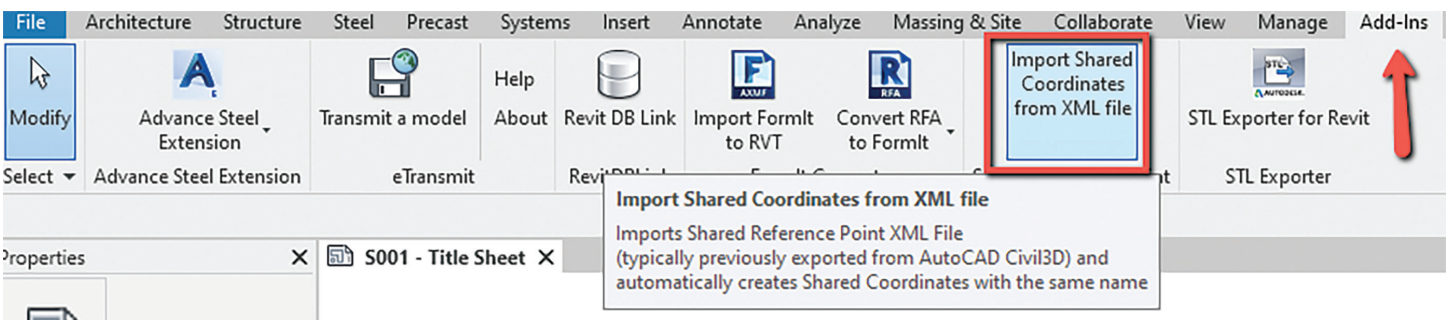 File Architecture Structure Steel Precast Systems Insert Annotate Analyze Massing & Site Collaborate View Manage Add-Ins
Modify
Advance Steel
Extension
Transmit a model
Help
About
Revit DB Link
AXMF
Import FormIt
to RVT
RFA
Convert RFA
to FormIt
Import Shared
Coordinates
from XML file
STL
AUTODESK.
STL Exporter for Revit
Select Advance Steel Extension eTransmit STL Exporter
Import Shared Coordinates from XML file
Imports Shared Reference Point XML File
(typically previously exported from AutoCAD Civil3D) and
automatically creates Shared Coordinates with the same name
Properties
S001 - Title Sheet